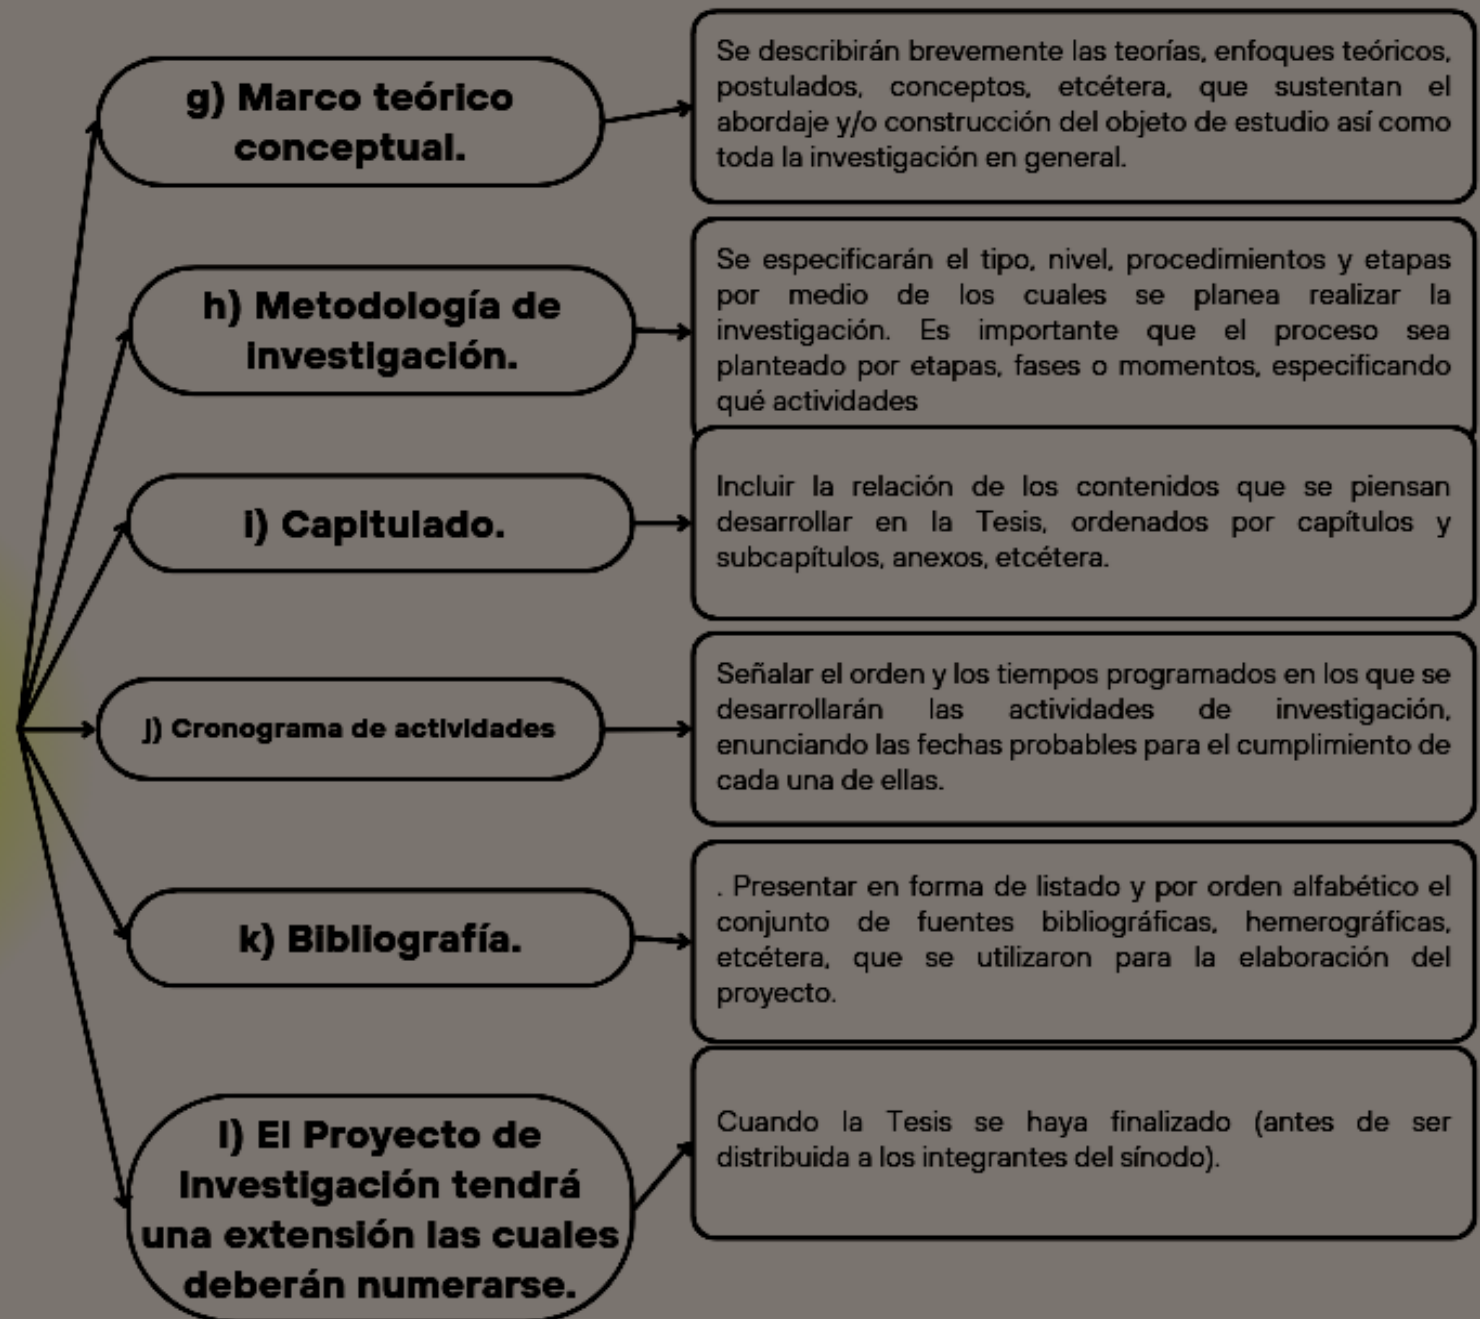 g) Marco teórico
conceptual.
Se describirán brevemente las teorías, enfoques teóricos,
postulados, conceptos, etcétera, que sustentan el
abordaje y/o construcción del objeto de estudio así como
toda la investigación en general.
h) Metodología de
Investigación.
Se especificarán el tipo, nivel, procedimientos y etapas
por medio de los cuales se planea realizar la
investigación. Es importante que el proceso sea
planteado por etapas, fases o momentos, especificando
qué actividades
i) Capitulado.
Incluir la relación de los contenidos que se piensan
desarrollar en la Tesis, ordenados por capítulos y
subcapítulos, anexos, etcétera.
j) Cronograma de actividades
Señalar el orden y los tiempos programados en los que se
desarrollarán las actividades de investigación,
enunciando las fechas probables para el cumplimiento de
cada una de ellas.
k) Bibliografía.
. Presentar en forma de listado y por orden alfabético el
conjunto de fuentes bibliográficas, hemerográficas,
etcétera, que se utilizaron para la elaboración del
proyecto.
l) El Proyecto de
Investigación tendrá
una extensión las cuales
deberán numerarse.
Cuando la Tesis se haya finalizado (antes de ser
distribuida a los integrantes del sínodo).